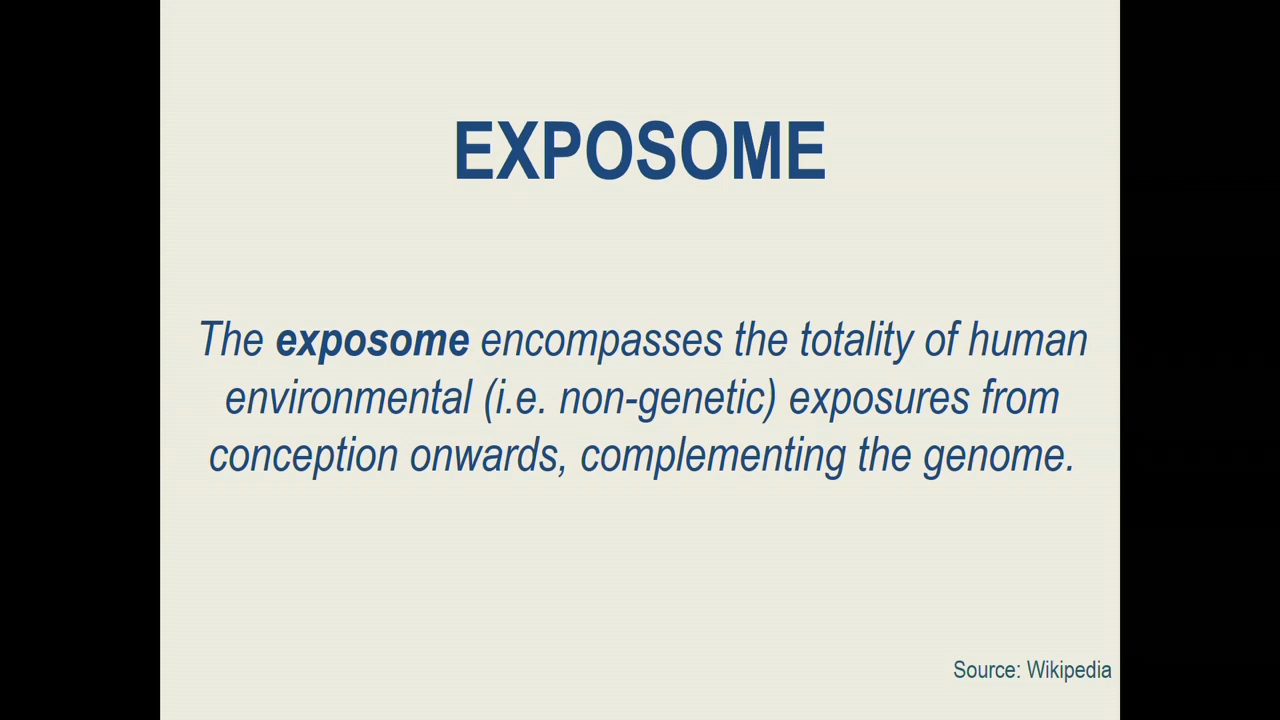 EXPOSOME
The exposome encompasses the totality of human
environmental (i.e. non-genetic) exposures from
conception onwards, complementing the genome.
Source: Wikipedia